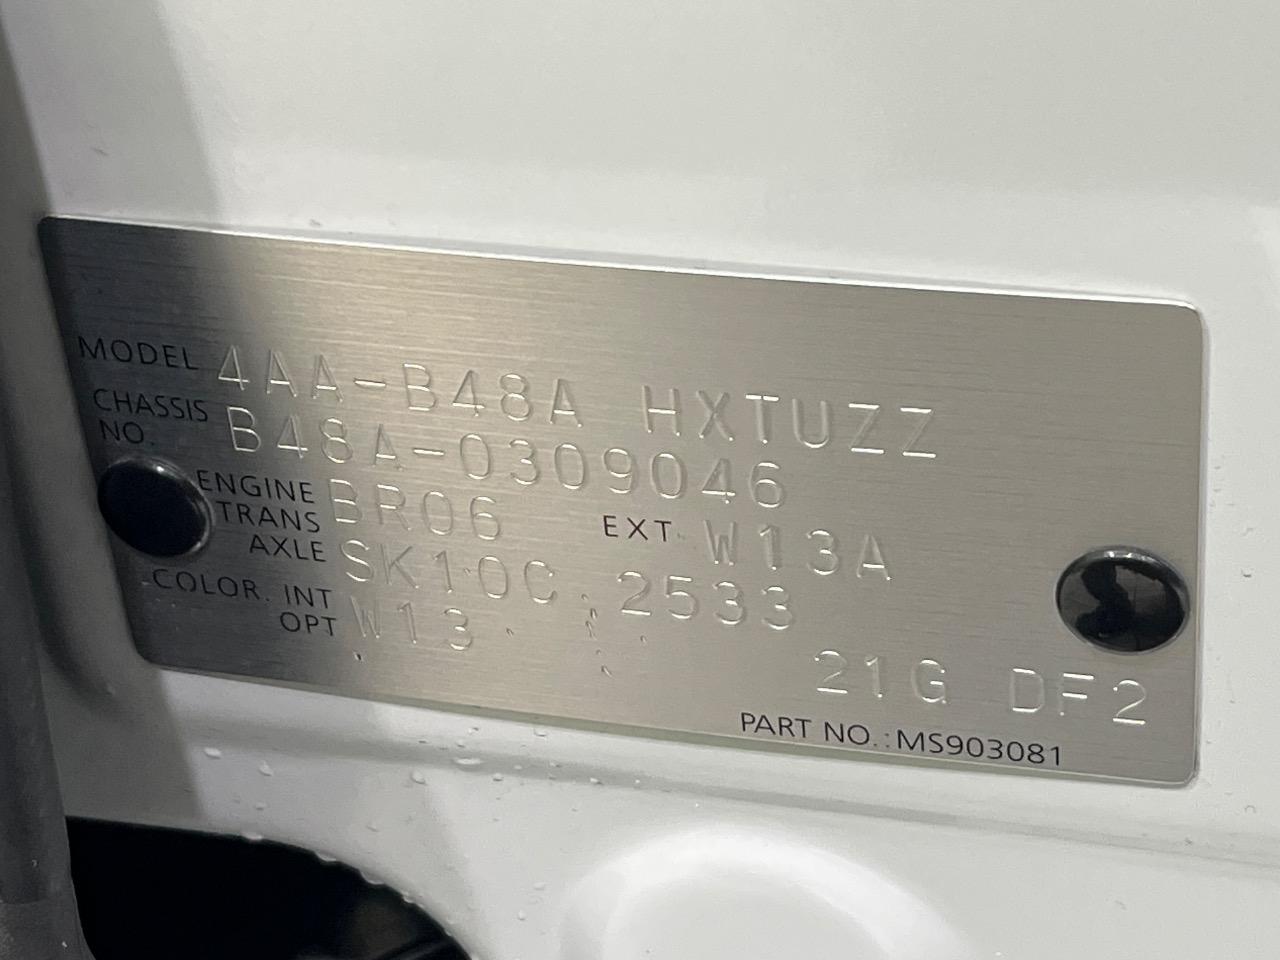 MODEL 4AA-B48A HXTUZZ
CHASSIS NO. B48A-0309046
ENGINE BR06 EXT W13A
TRANS AXLE SK10C 2533
COLOR. INT OPT W13
21G DF2
PART NO.:MS903081